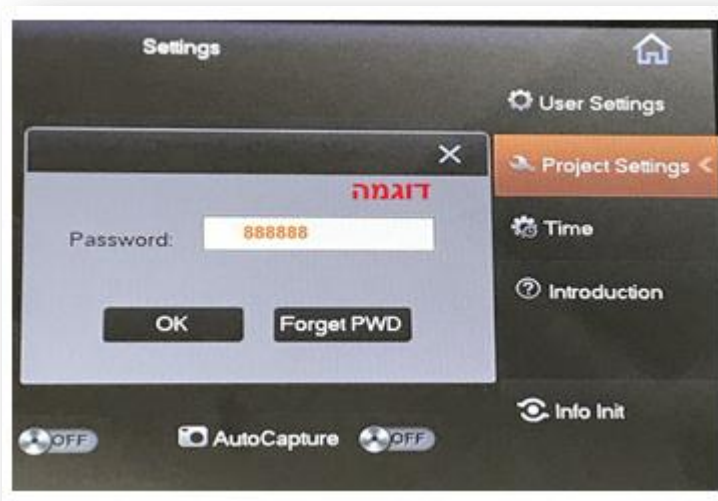 Settings
User Settings
Project Settings
דוגמה
Password: 888888
Time
Introduction
OK Forget PWD
Info Init
OFF AutoCapture OFF